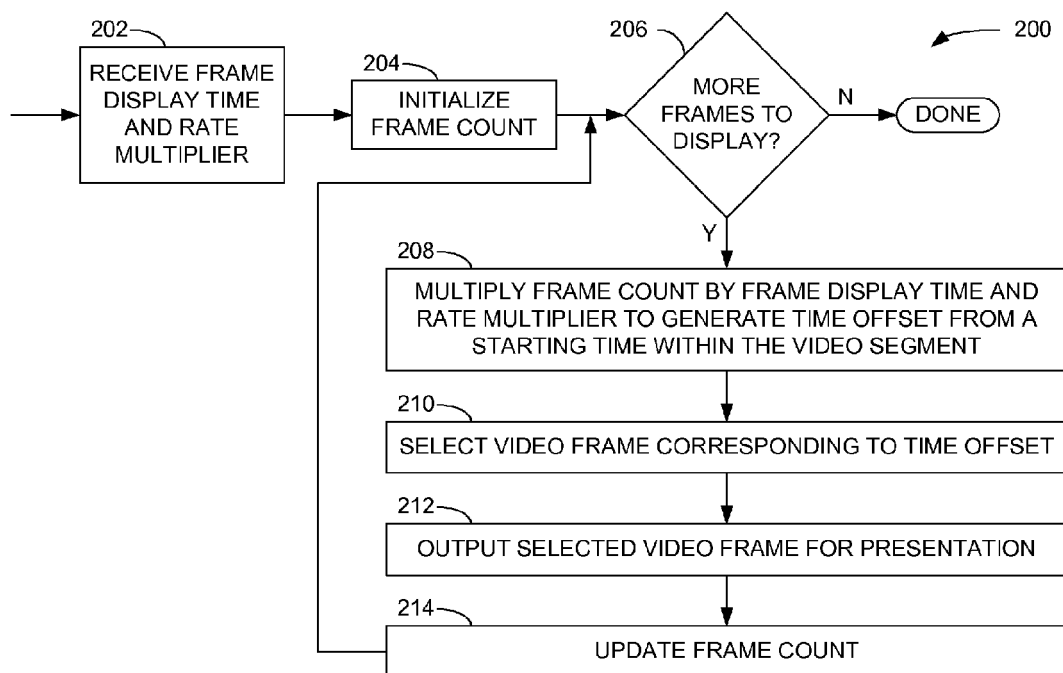 202
RECEIVE FRAME
DISPLAY TIME
AND RATE
MULTIPLIER
204
INITIALIZE
FRAME COUNT
206
MORE
FRAMES TO
DISPLAY?
N
DONE
200
Y
208
MULTIPLY FRAME COUNT BY FRAME DISPLAY TIME AND
RATE MULTIPLIER TO GENERATE TIME OFFSET FROM A
STARTING TIME WITHIN THE VIDEO SEGMENT
210
SELECT VIDEO FRAME CORRESPONDING TO TIME OFFSET
212
OUTPUT SELECTED VIDEO FRAME FOR PRESENTATION
214
UPDATE FRAME COUNT